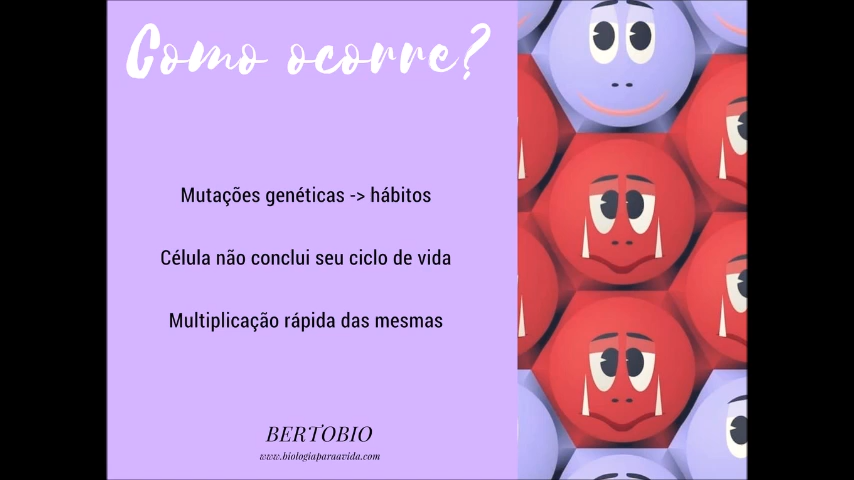 Como ocorre?
Mutações genéticas -> hábitos
Célula não conclui seu ciclo de vida
Multiplicação rápida das mesmas
BERTOBIO
www.biologiaparaavida.com